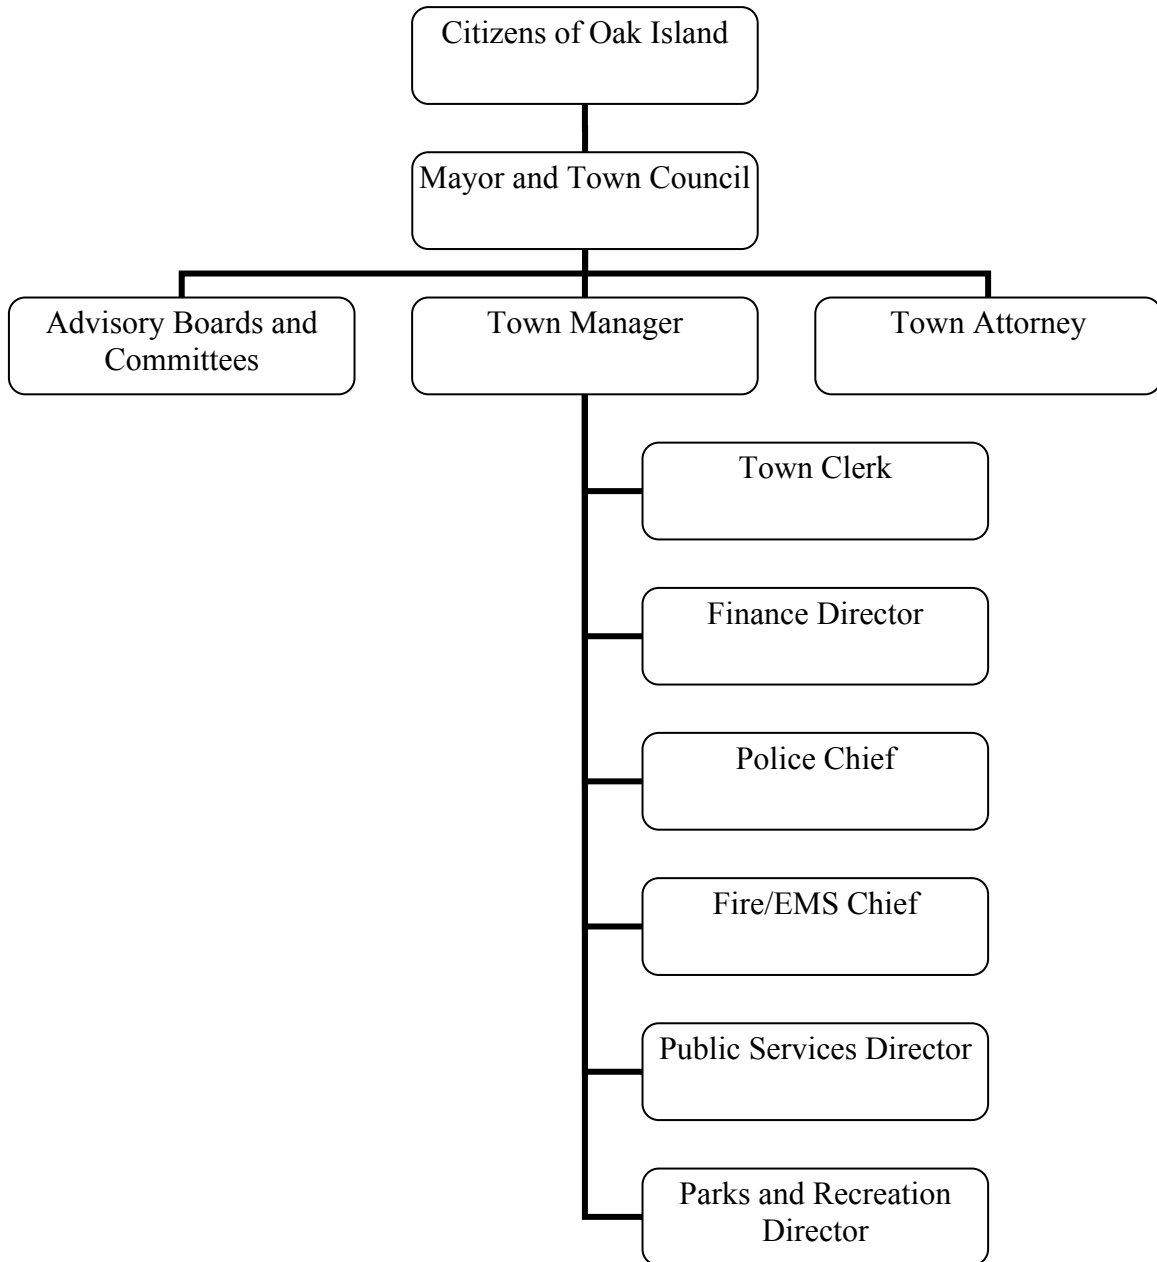 Citizens of Oak Island
Mayor and Town Council
Advisory Boards and
Committees
Town Manager
Town Attorney
Town Clerk
Finance Director
Police Chief
Fire/EMS Chief
Public Services Director
Parks and Recreation
Director